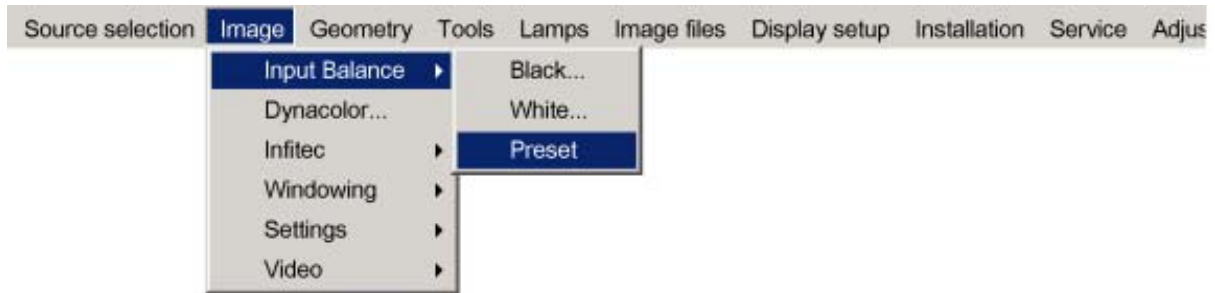 Source selection Image Geometry Tools Lamps Image files Display setup Installation Service Adjus
Input Balance Black...
Dynacolor... White...
Infitec Preset
Windowing
Settings
Video